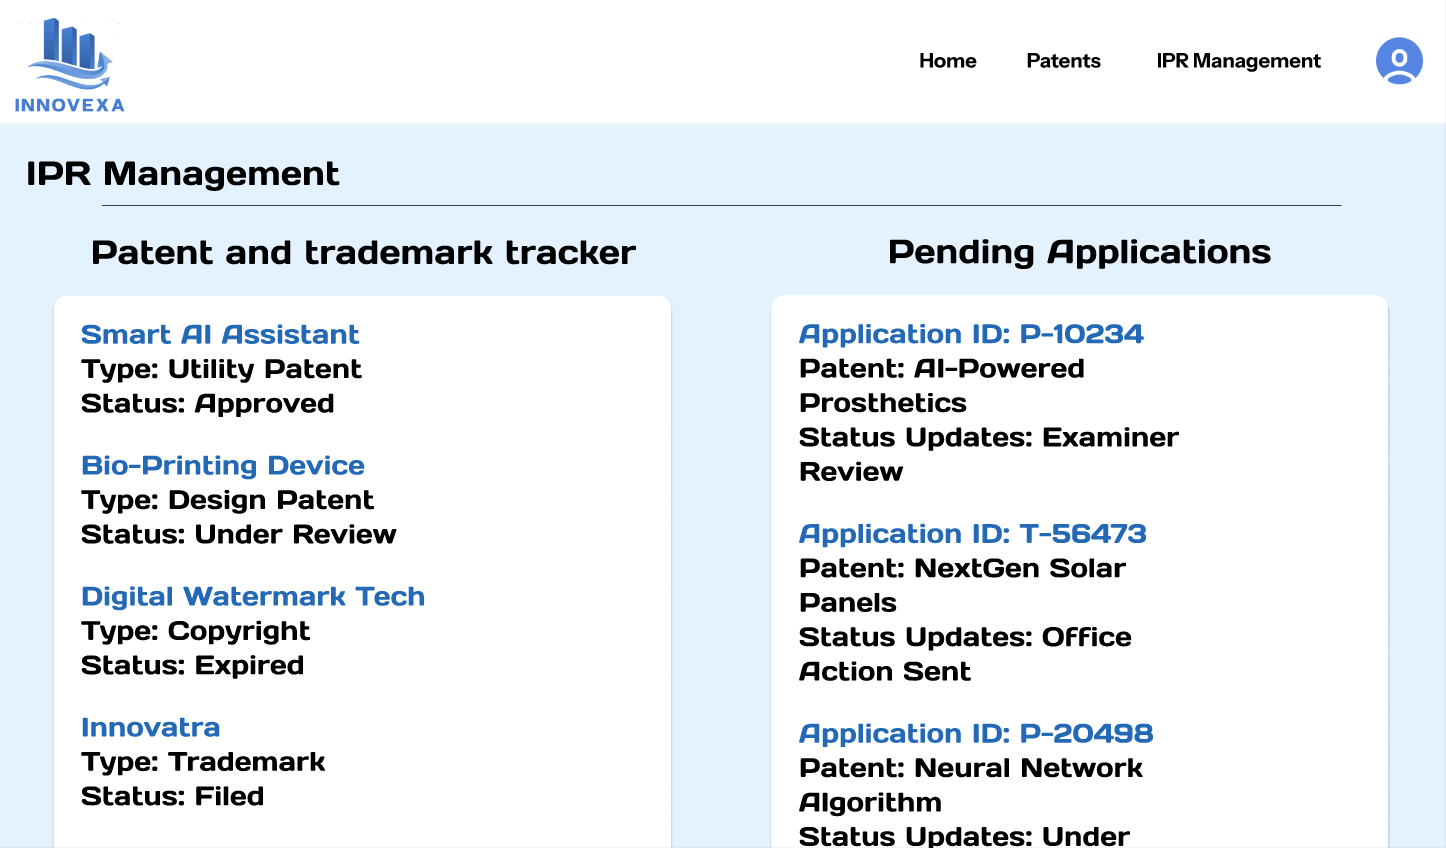 INNOVEXA
Home
Patents
IPR Management
IPR Management
Patent and trademark tracker
Smart AI Assistant
Type: Utility Patent
Status: Approved
Bio-Printing Device
Type: Design Patent
Status: Under Review
Digital Watermark Tech
Type: Copyright
Status: Expired
Innovatra
Type: Trademark
Status: Filed
Pending Applications
Application ID: P-10234
Patent: AI-Powered
Prosthetics
Status Updates: Examiner
Review
Application ID: T-56473
Patent: NextGen Solar
Panels
Status Updates: Office
Action Sent
Application ID: P-20498
Patent: Neural Network
Algorithm
Status Updates: Under